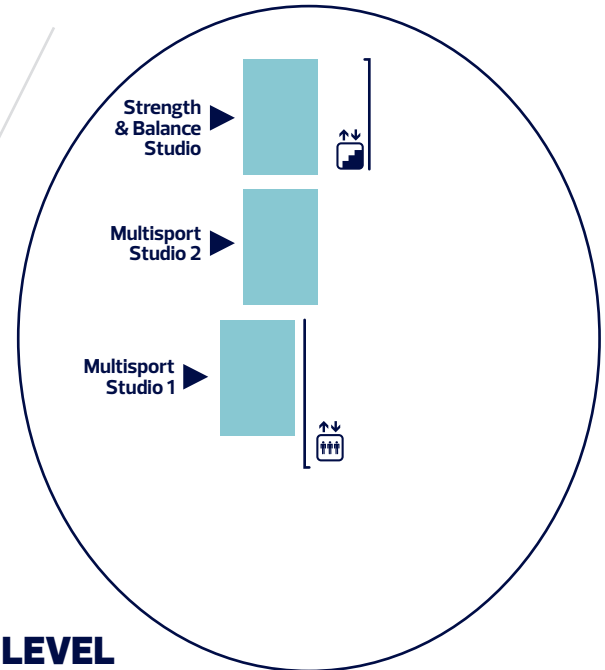 Strength
& Balance
Studio
Multisport
Studio 2
Multisport
Studio 1
LEVEL